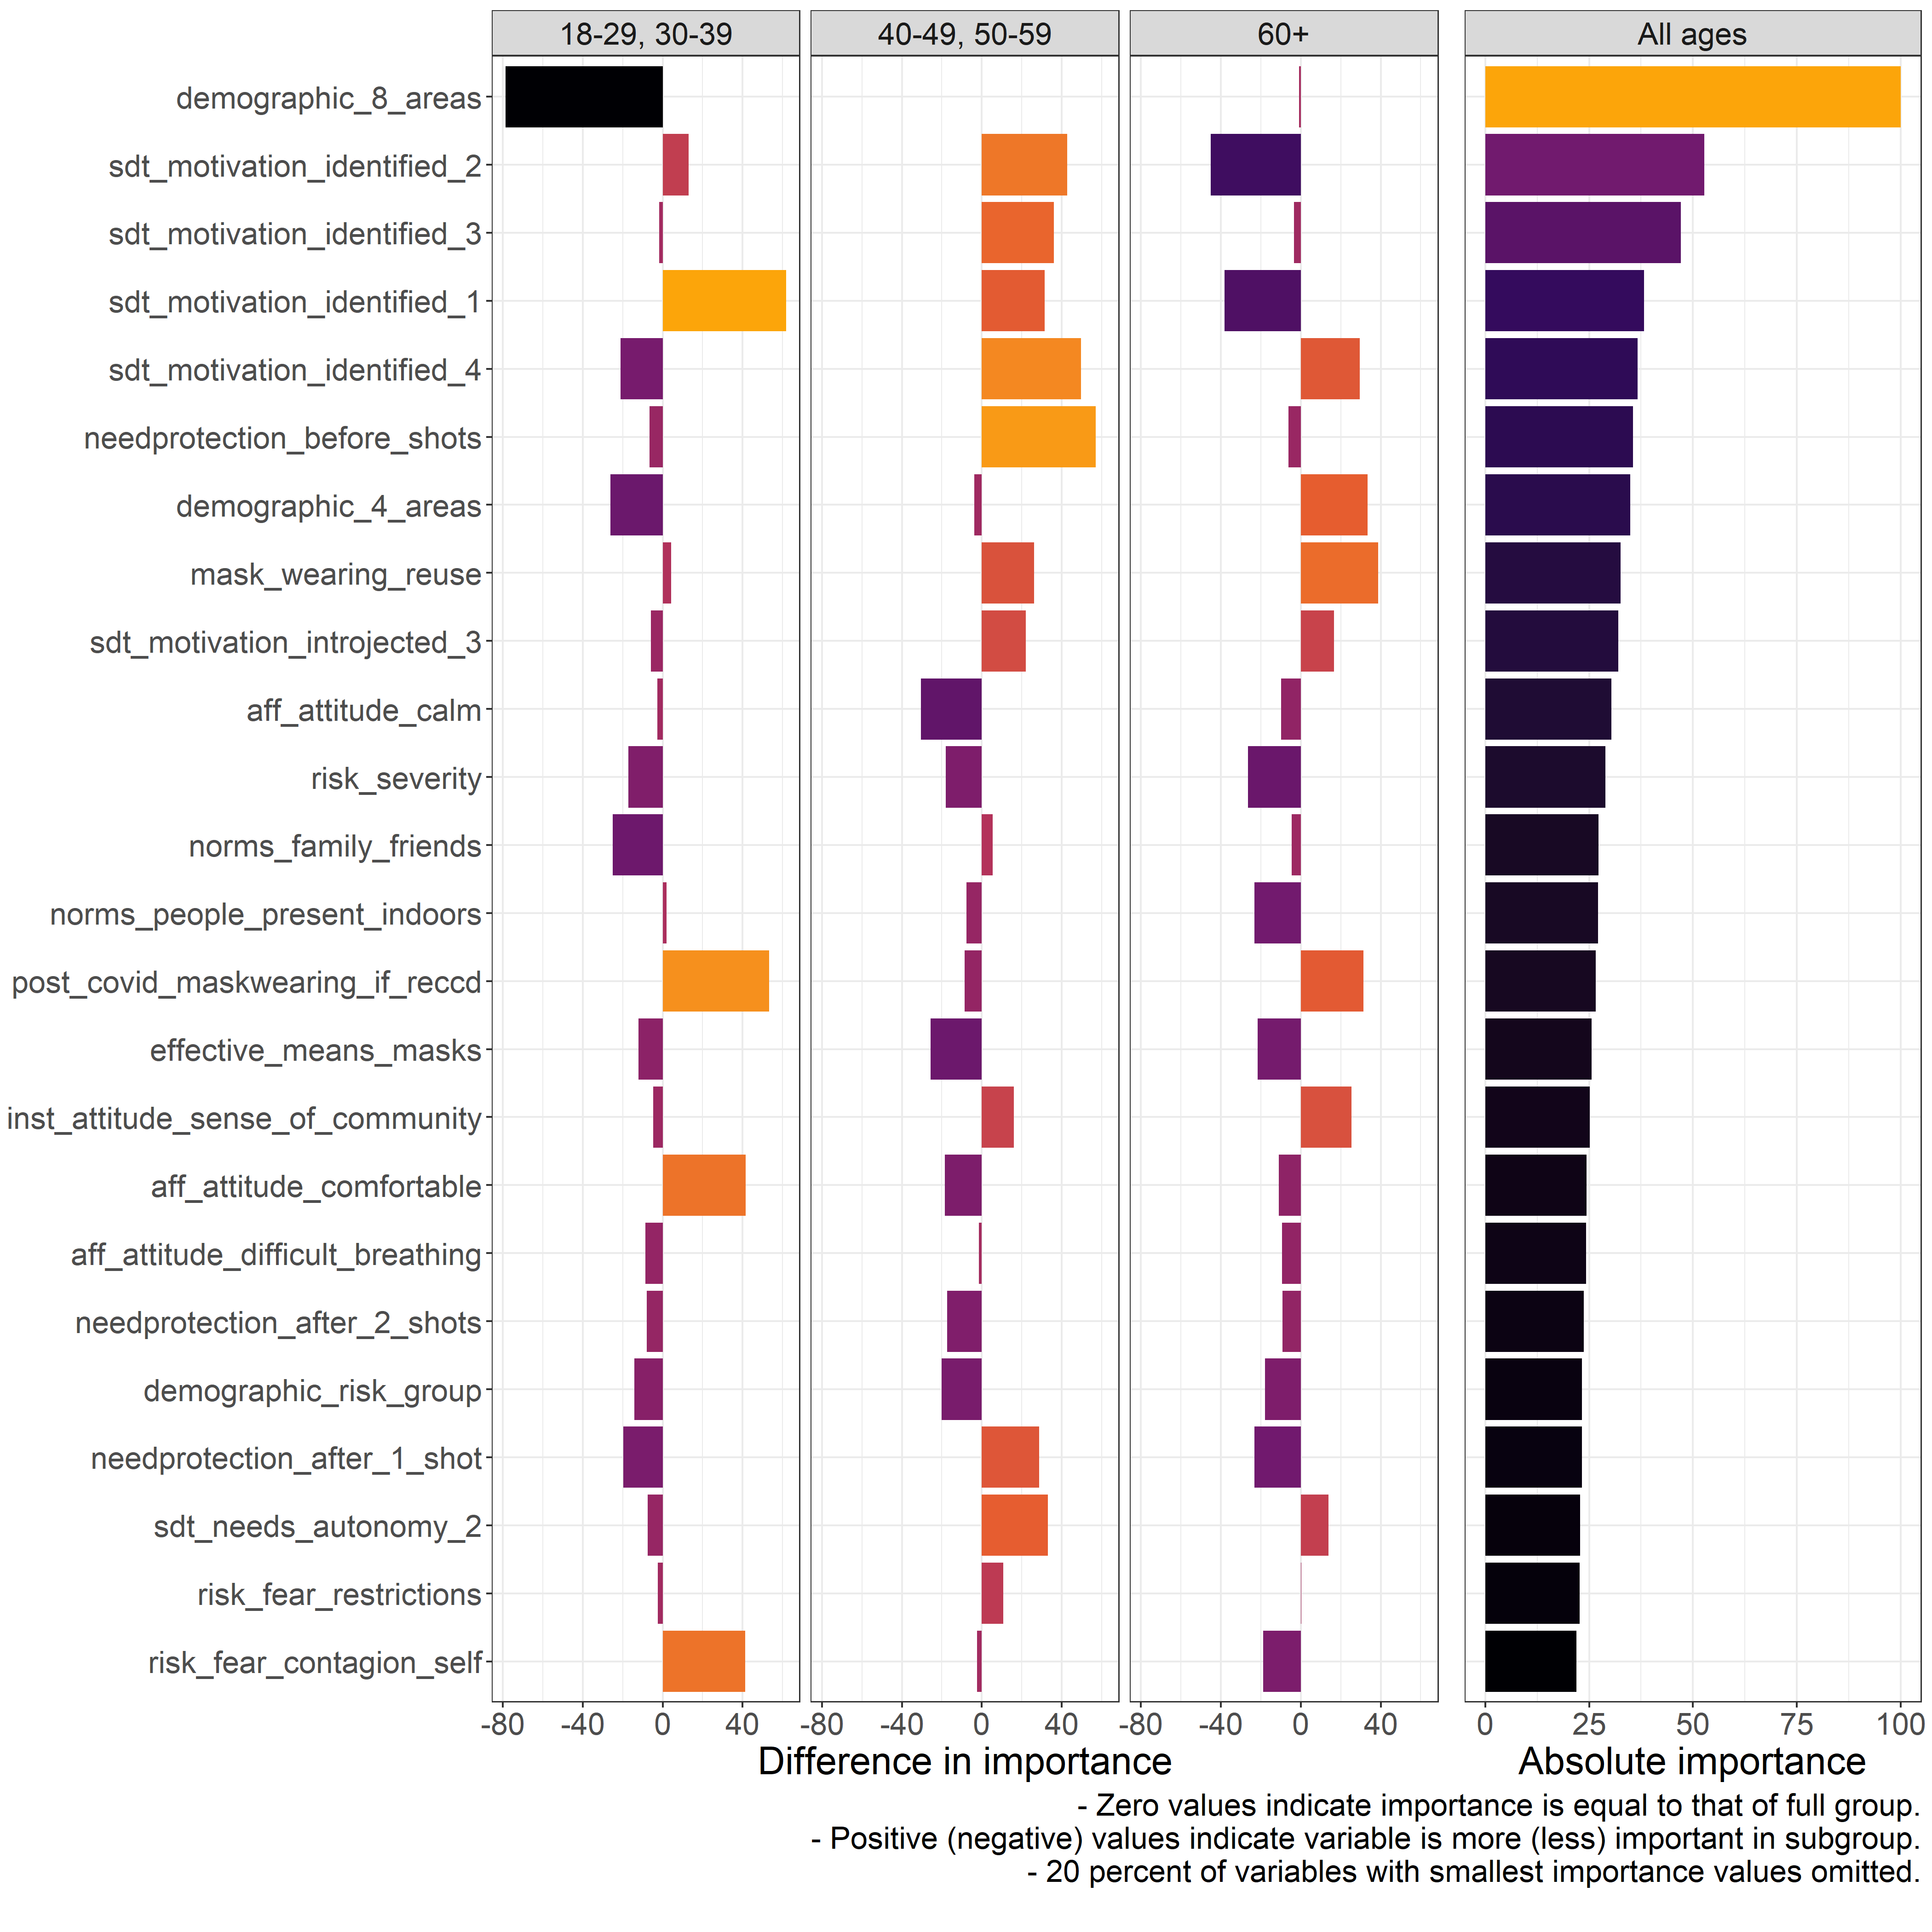 18-29, 30-39
40-49, 50-59
60+
All ages
demographic_8_areas
sdt_motivation_identified_2
sdt_motivation_identified_3
sdt_motivation_identified_1
sdt_motivation_identified_4
needprotection_before_shots
demographic_4_areas
mask_wearing_reuse
sdt_motivation_introjected_3
aff_attitude_calm
risk_severity
norms_family_friends
norms_people_present_indoors
post_covid_maskwearing_if_reccd
effective_means_masks
inst_attitude_sense_of_community
aff_attitude_comfortable
aff_attitude_difficult_breathing
needprotection_after_2_shots
demographic_risk_group
needprotection_after_1_shot
sdt_needs_autonomy_2
risk_fear_restrictions
risk_fear_contagion_self
-80 -40 0 40 -80 -40 0 40 -80 -40 0 40 0 25 50 75 100
Difference in importance
Absolute importance
- Zero values indicate importance is equal to that of full group.
- Positive (negative) values indicate variable is more (less) important in subgroup.
- 20 percent of variables with smallest importance values omitted.